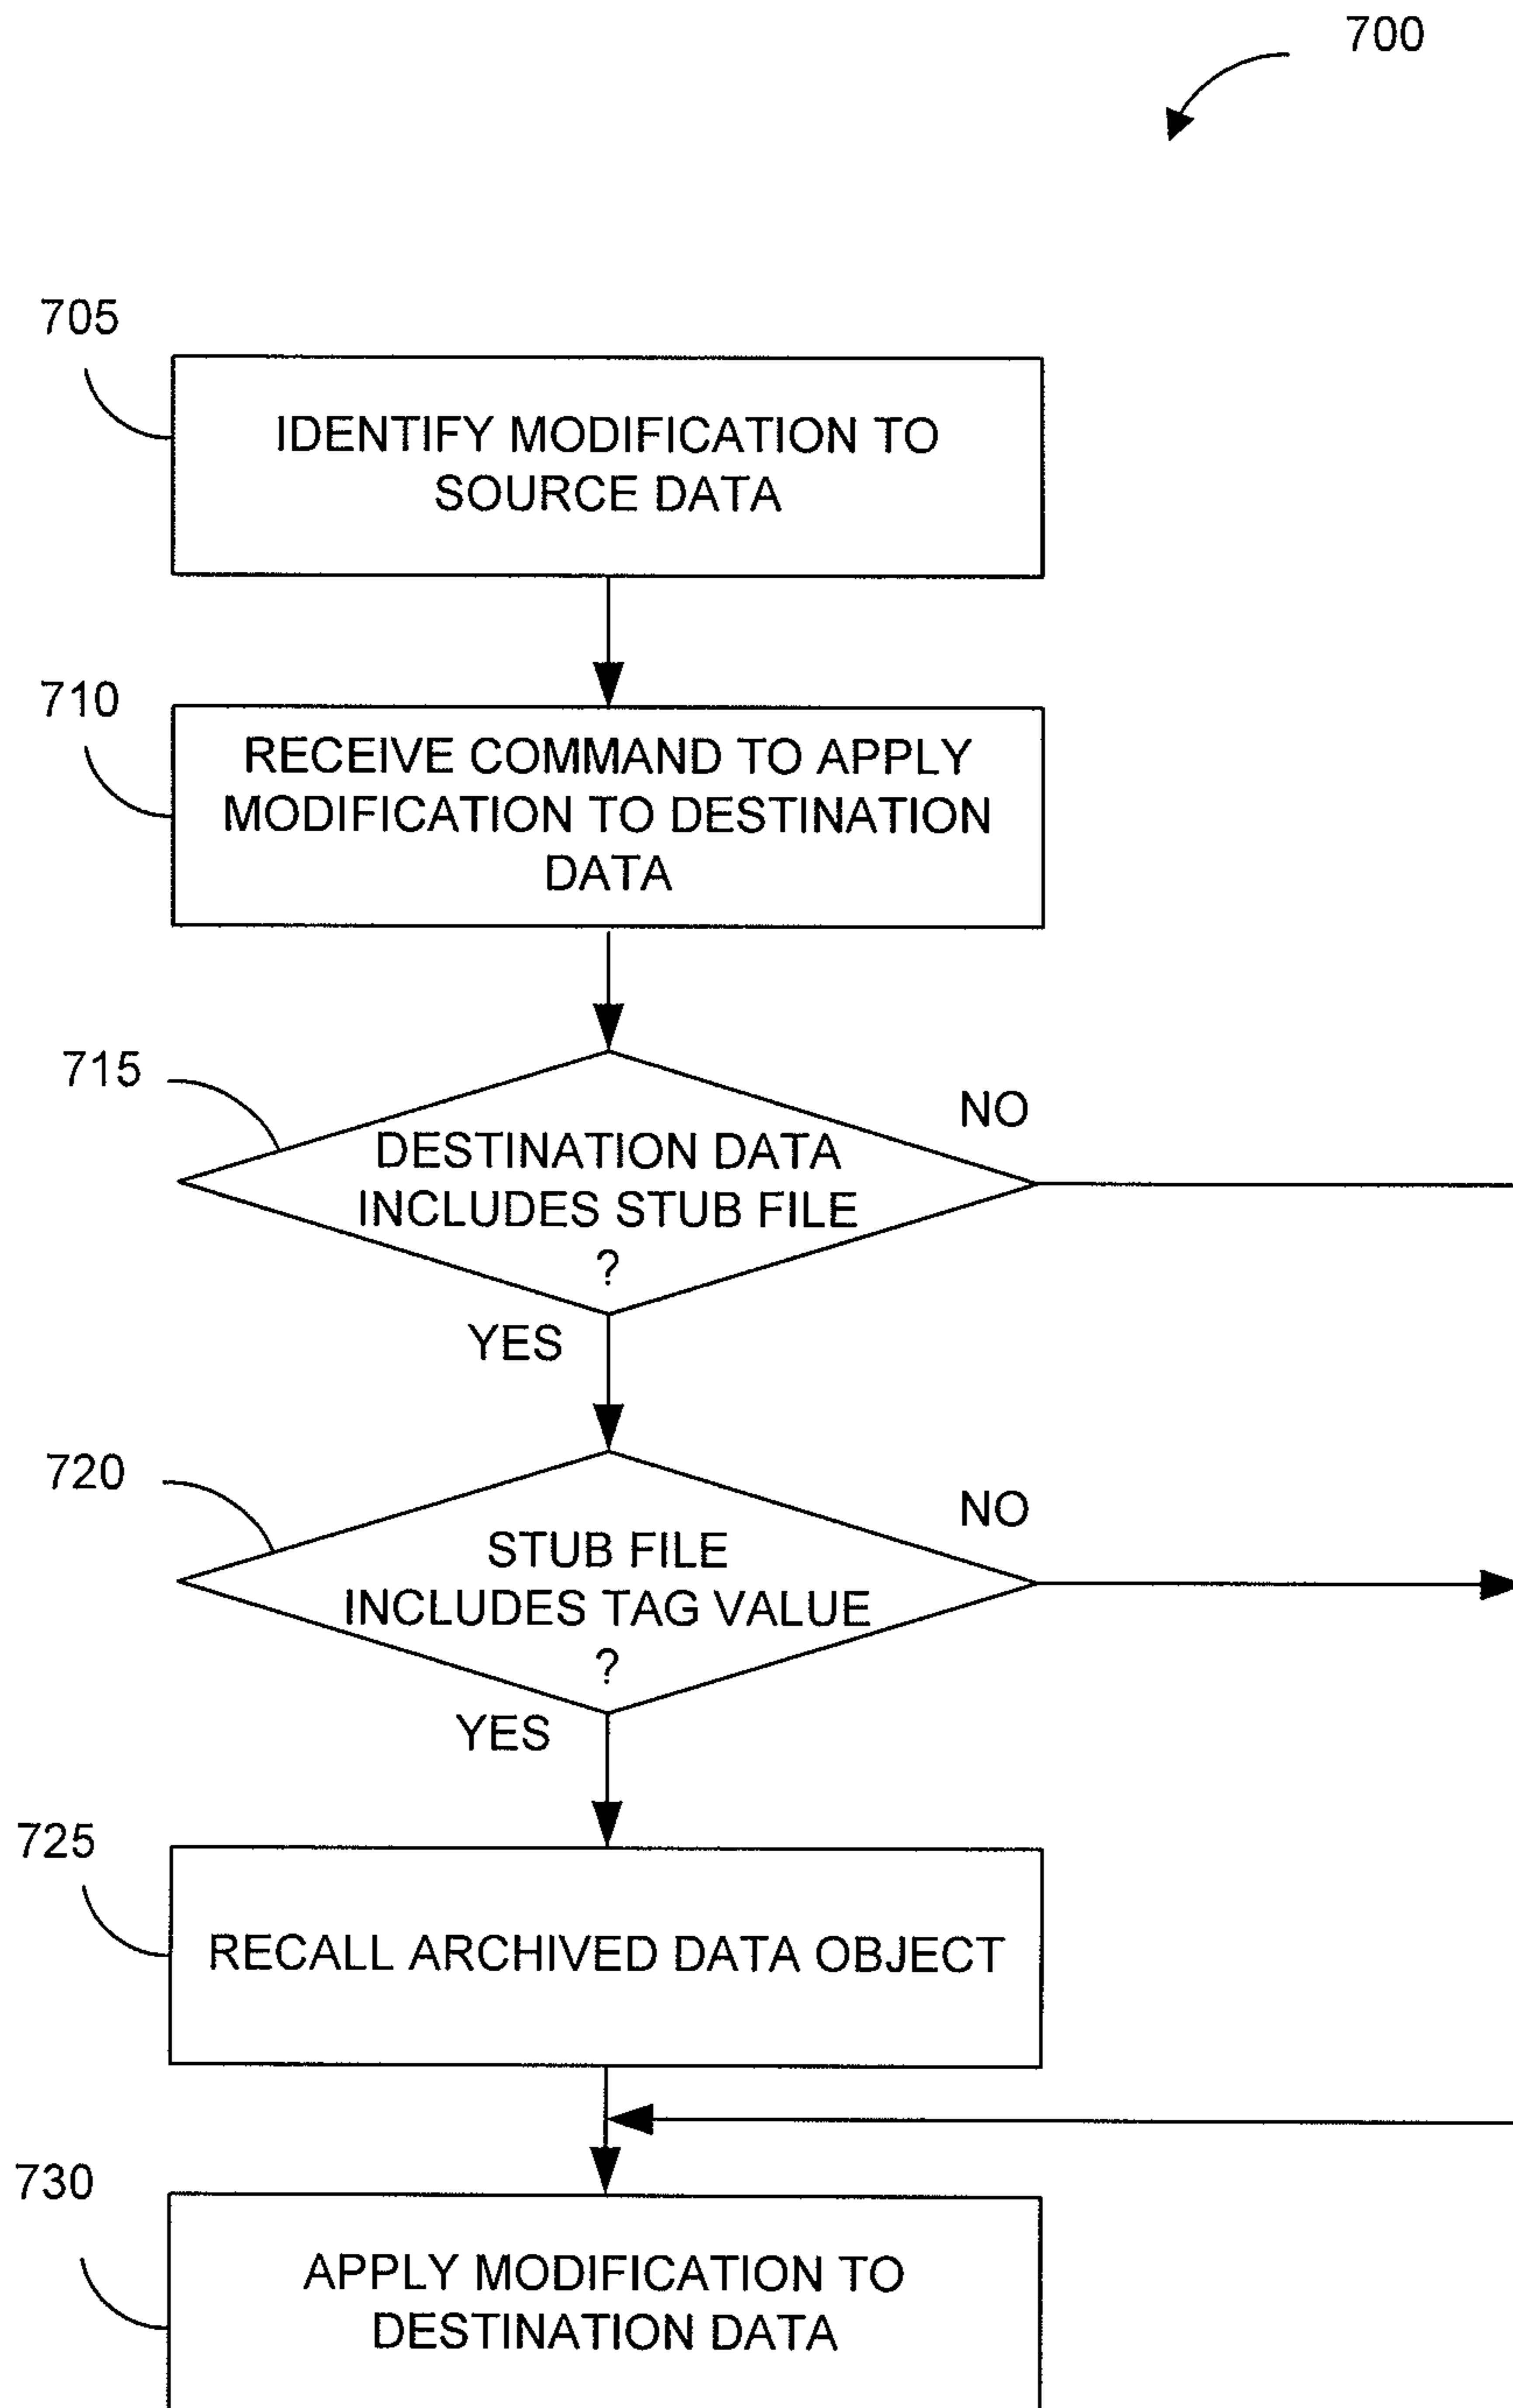 700
705
IDENTIFY MODIFICATION TO
SOURCE DATA
710
RECEIVE COMMAND TO APPLY
MODIFICATION TO DESTINATION
DATA
715
NO
DESTINATION DATA
INCLUDES STUB FILE
?
YES
720
NO
STUB FILE
INCLUDES TAG VALUE
?
YES
725
RECALL ARCHIVED DATA OBJECT
730
APPLY MODIFICATION TO
DESTINATION DATA